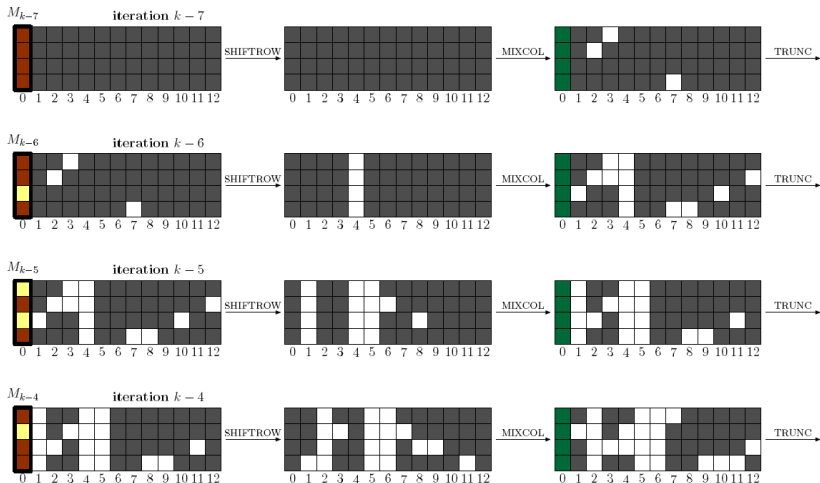 M_{k−7} iteration k − 7
SHIFTROW MIXCOL TRUNC
0 1 2 3 4 5 6 7 8 9 10 11 12 0 1 2 3 4 5 6 7 8 9 10 11 12 0 1 2 3 4 5 6 7 8 9 10 11 12
M_{k−6} iteration k − 6
SHIFTROW MIXCOL TRUNC
0 1 2 3 4 5 6 7 8 9 10 11 12 0 1 2 3 4 5 6 7 8 9 10 11 12 0 1 2 3 4 5 6 7 8 9 10 11 12
M_{k−5} iteration k − 5
SHIFTROW MIXCOL TRUNC
0 1 2 3 4 5 6 7 8 9 10 11 12 0 1 2 3 4 5 6 7 8 9 10 11 12 0 1 2 3 4 5 6 7 8 9 10 11 12
M_{k−4} iteration k − 4
SHIFTROW MIXCOL TRUNC
0 1 2 3 4 5 6 7 8 9 10 11 12 0 1 2 3 4 5 6 7 8 9 10 11 12 0 1 2 3 4 5 6 7 8 9 10 11 12